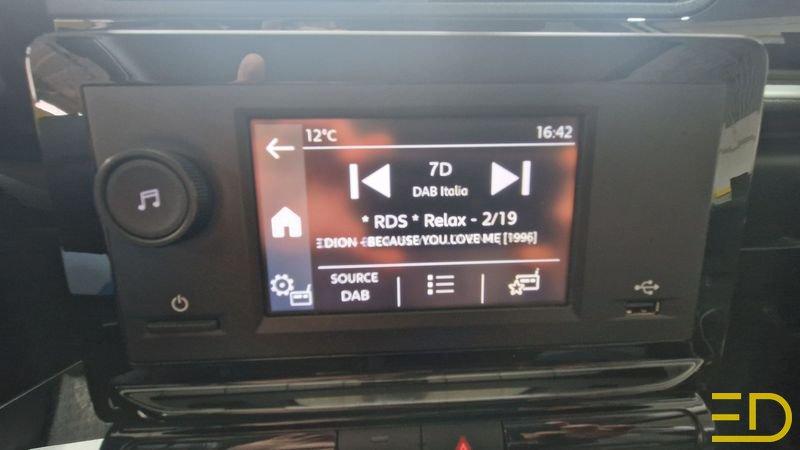 12°C
16:42
7D
DAB Italia
* RDS * Relax - 2/19
DION - BECAUSE YOU LOVE ME [1996]
SOURCE
DAB
ED